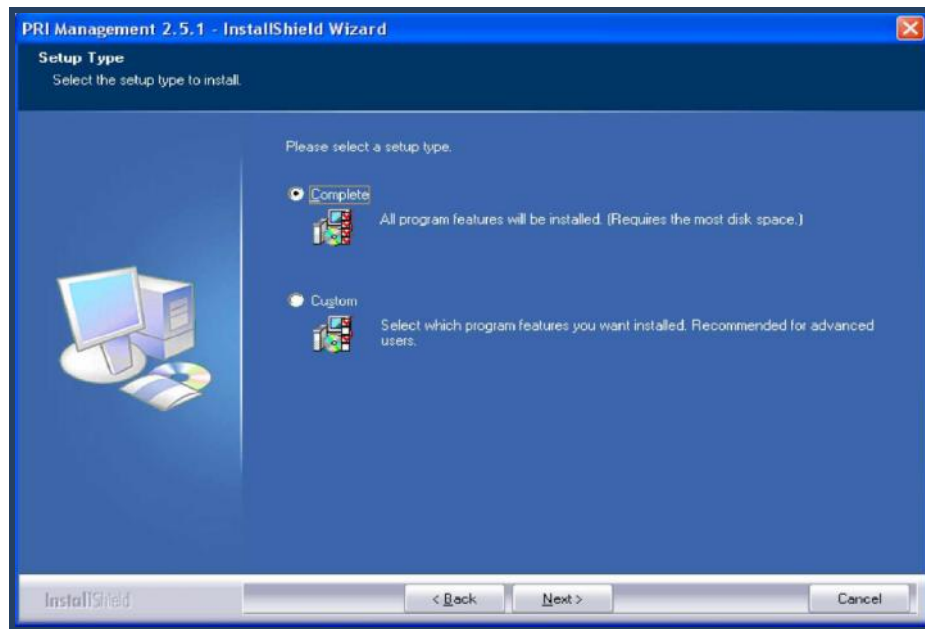 PRI Management 2.5.1 - InstallShield Wizard
Setup Type
Select the setup type to install.
Please select a setup type.
Complete
All program features will be installed. (Requires the most disk space.)
Custom
Select which program features you want installed. Recommended for advanced
users.
InstallShield
< Back
Next >
Cancel